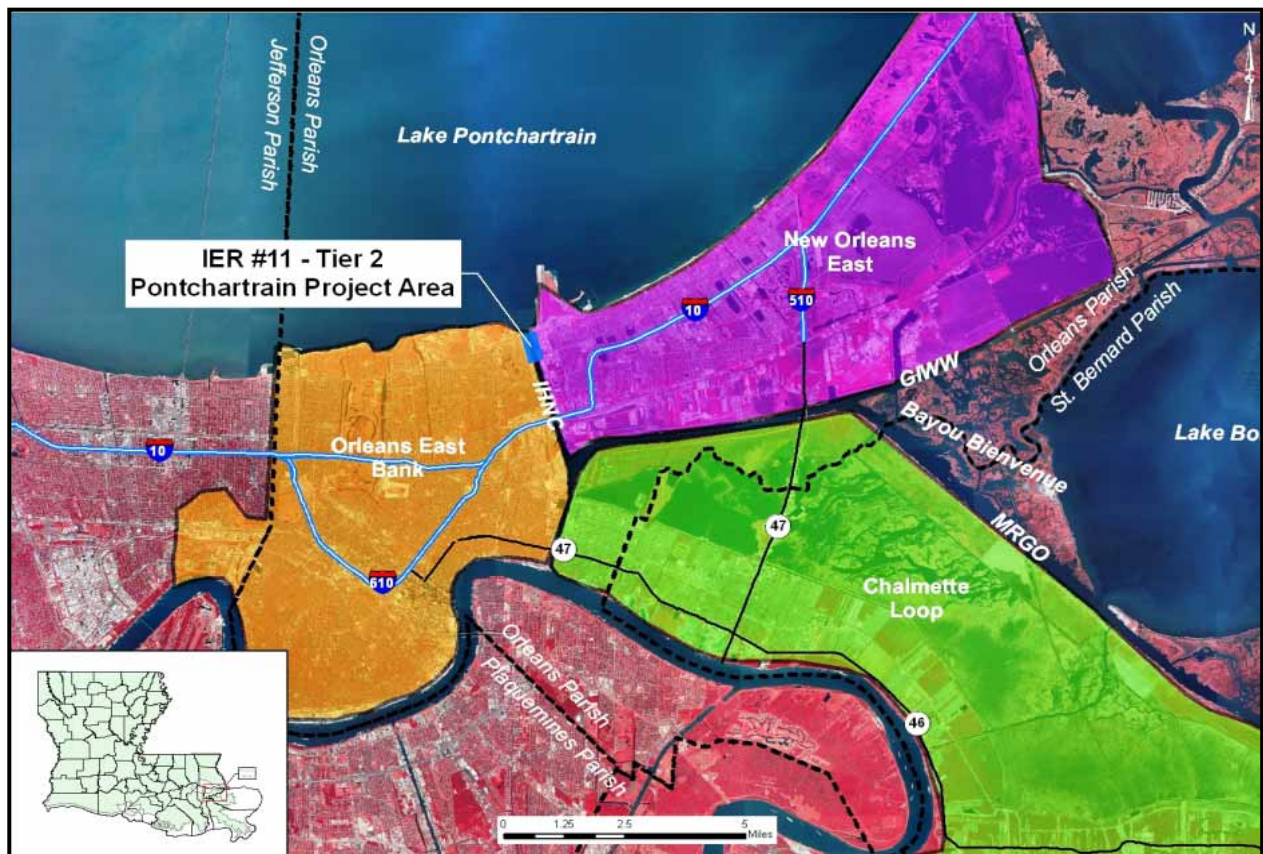 Orleans Parish
Jefferson Parish
N
Lake Pontchartrain
IER #11 - Tier 2
Pontchartrain Project Area
New Orleans
East
10
510
IHNC
GIWW
Orleans Parish
St. Bernard Parish
Bayou Bienvenue
Lake Bo
MRGO
10
Orleans East
Bank
610
47
47
Chalmette
Loop
Orleans Parish
Plaquemines Parish
46
0 1.25 2.5 5
Miles